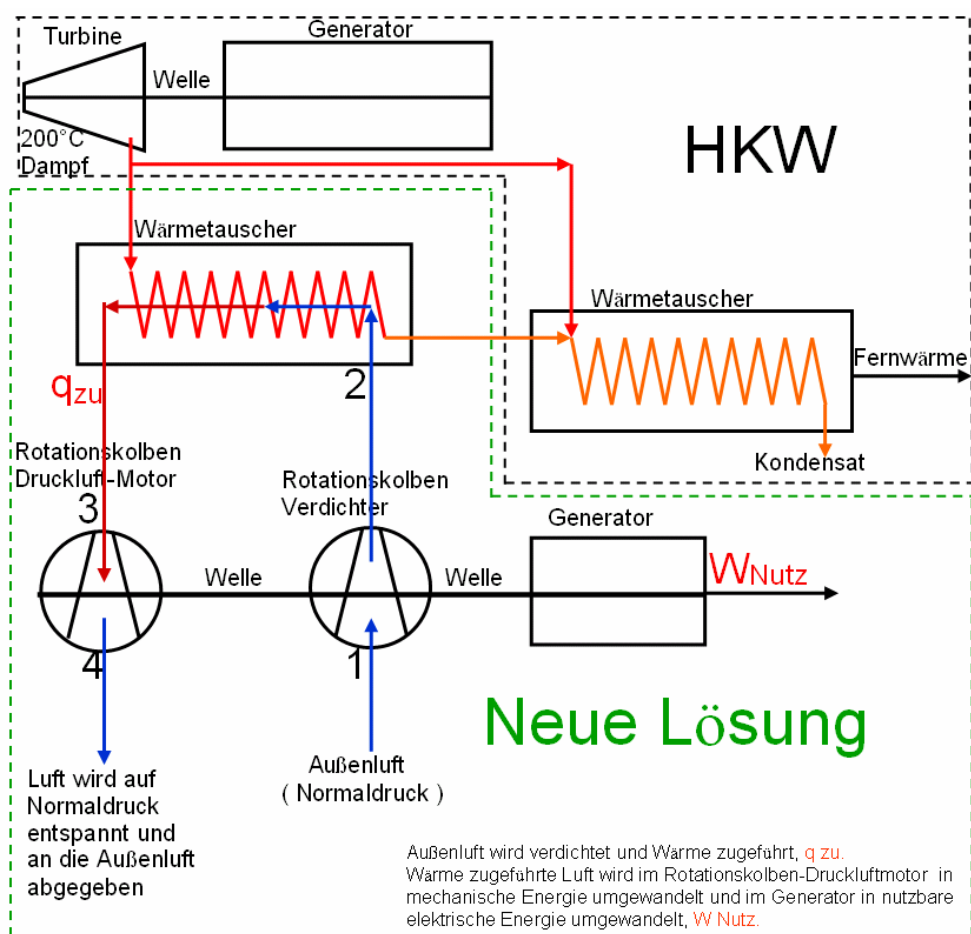 Turbine
Generator
Welle
200°C
Dampf
HKW
Wärmetauscher
Wärmetauscher
Fernwärme
qzu
2
Kondensat
Rotationskolben
Druckluft-Motor
3
Rotationskolben
Verdichter
Generator
Welle
Welle
WNutz
4
1
Neue Lösung
Außenluft
( Normaldruck )
Luft wird auf
Normaldruck
entspannt und
an die Außenluft
abgegeben
Außenluft wird verdichtet und Wärme zugeführt, q zu.
Wärme zugeführte Luft wird im Rotationskolben-Druckluftmotor in
mechanische Energie umgewandelt und im Generator in nutzbare
elektrische Energie umgewandelt, W Nutz.